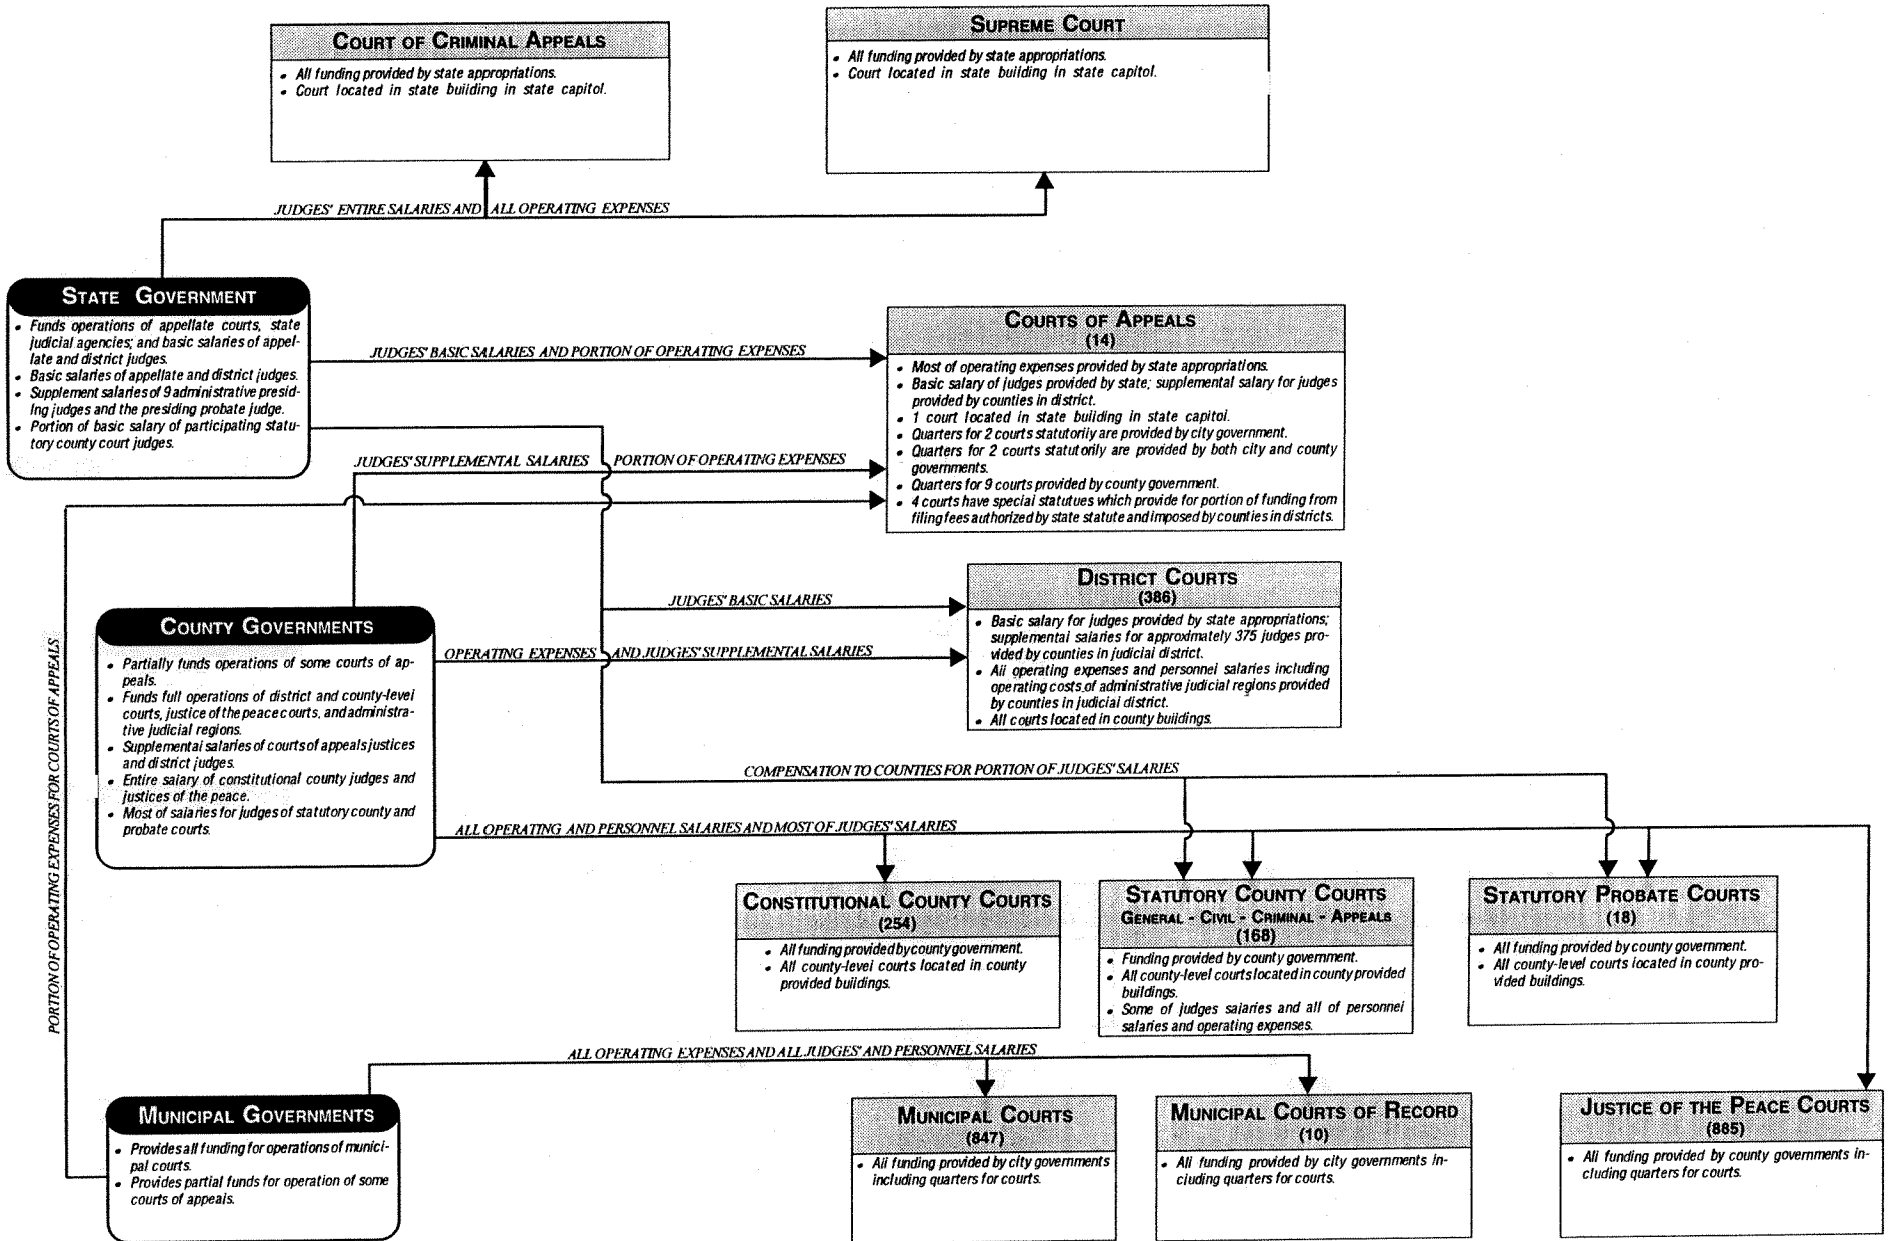 COURT OF CRIMINAL APPEALS
• All funding provided by state appropriations.
• Court located in state building in state capitol.
SUPREME COURT
• All funding provided by state appropriations.
• Court located in state building in state capitol.
JUDGES' ENTIRE SALARIES AND ALL OPERATING EXPENSES
STATE GOVERNMENT
• Funds operations of appellate courts, state
judicial agencies; and basic salaries of appel-
late and district judges.
• Basic salaries of appellate and district judges.
• Supplement salaries of 9 administrative presid-
ing judges and the presiding probate judge.
• Portion of basic salary of participating statu-
tory county court judges.
JUDGES' BASIC SALARIES AND PORTION OF OPERATING EXPENSES
JUDGES' SUPPLEMENTAL SALARIES PORTION OF OPERATING EXPENSES
COURTS OF APPEALS
(14)
• Most of operating expenses provided by state appropriations.
• Basic salary of judges provided by state; supplemental salary for judges
provided by counties in district.
• 1 court located in state building in state capitol.
• Quarters for 2 courts statutorily are provided by city government.
• Quarters for 2 courts statutorily are provided by both city and county
governments.
• Quarters for 9 courts provided by county government.
• 4 courts have special statutues which provide for portion of funding from
filing fees authorized by state statute and imposed by counties in districts.
PORTION OF OPERATING EXPENSES FOR COURTS OF APPEALS
COUNTY GOVERNMENTS
• Partially funds operations of some courts of ap-
peals.
• Funds full operations of district and county-level
courts, justice of the peace courts, and administra-
tive judicial regions.
• Supplemental salaries of courts of appeals justices
and district judges.
• Entire salary of constitutional county judges and
justices of the peace.
• Most of salaries for judges of statutory county and
probate courts.
JUDGES' BASIC SALARIES
OPERATING EXPENSES AND JUDGES' SUPPLEMENTAL SALARIES
DISTRICT COURTS
(386)
• Basic salary for judges provided by state appropriations;
supplemental salaries for approximately 375 judges pro-
vided by counties in judicial district.
• All operating expenses and personnel salaries including
operating costs of administrative judicial regions provided
by counties in judicial district.
• All courts located in county buildings.
COMPENSATION TO COUNTIES FOR PORTION OF JUDGES' SALARIES
ALL OPERATING AND PERSONNEL SALARIES AND MOST OF JUDGES' SALARIES
CONSTITUTIONAL COUNTY COURTS
(254)
• All funding provided by county government.
• All county-level courts located in county
provided buildings.
STATUTORY COUNTY COURTS
GENERAL - CIVIL - CRIMINAL - APPEALS
(168)
• Funding provided by county government.
• All county-level courts located in county provided
buildings.
• Some of judges salaries and all of personnel
salaries and operating expenses.
STATUTORY PROBATE COURTS
(18)
• All funding provided by county government.
• All county-level courts located in county pro-
vided buildings.
ALL OPERATING EXPENSES AND ALL JUDGES' AND PERSONNEL SALARIES
MUNICIPAL GOVERNMENTS
• Provides all funding for operations of munici-
pal courts.
• Provides partial funds for operation of some
courts of appeals.
MUNICIPAL COURTS
(847)
• All funding provided by city governments
including quarters for courts.
MUNICIPAL COURTS OF RECORD
(10)
• All funding provided by city governments in-
cluding quarters for courts.
JUSTICE OF THE PEACE COURTS
(885)
• All funding provided by county governments in-
cluding quarters for courts.